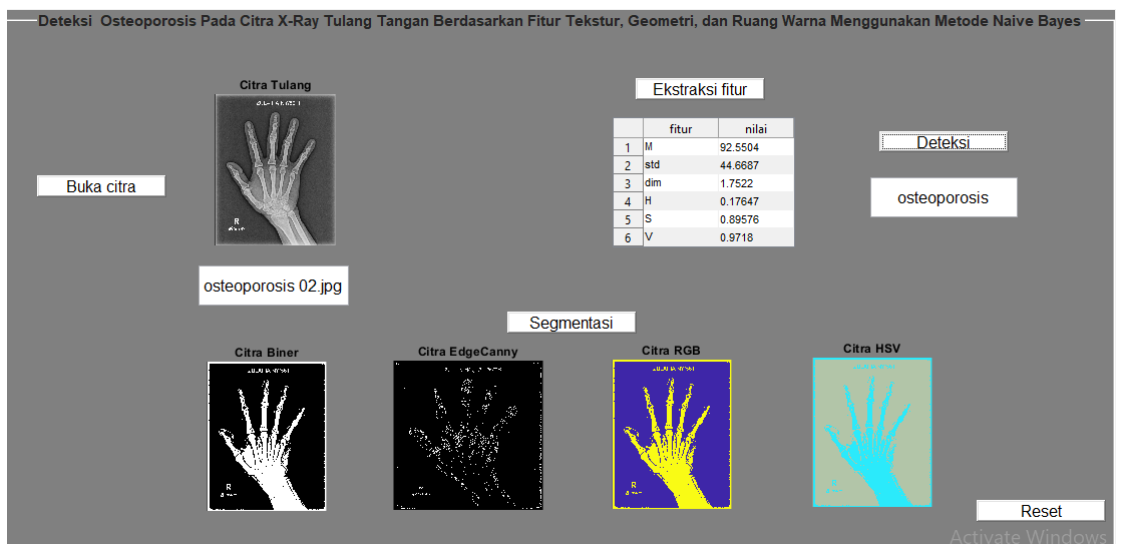 Deteksi Osteoporosis Pada Citra X-Ray Tulang Tangan Berdasarkan Fitur Tekstur, Geometri, dan Ruang Warna Menggunakan Metode Naive Bayes
Citra Tulang
R
Buka citra
osteoporosis 02.jpg
Ekstraksi fitur
fitur nilai
1 M 92.5504
2 std 44.6687
3 dim 1.7522
4 H 0.17647
5 S 0.89576
6 V 0.9718
Deteksi
osteoporosis
Segmentasi
Citra Biner
R
Citra EdgeCanny
Citra RGB
R
Citra HSV
R
Reset
Activate Windows